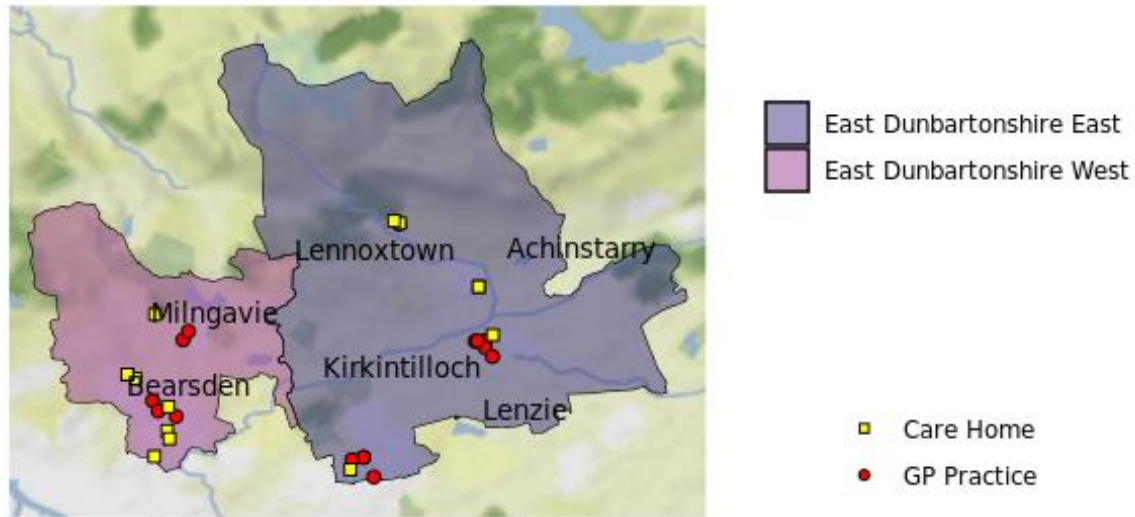 East Dunbartonshire East
East Dunbartonshire West
Lennoxtown
Achinstarry
Milngavie
Kirkintilloch
Bearsden
Lenzie
Care Home
GP Practice